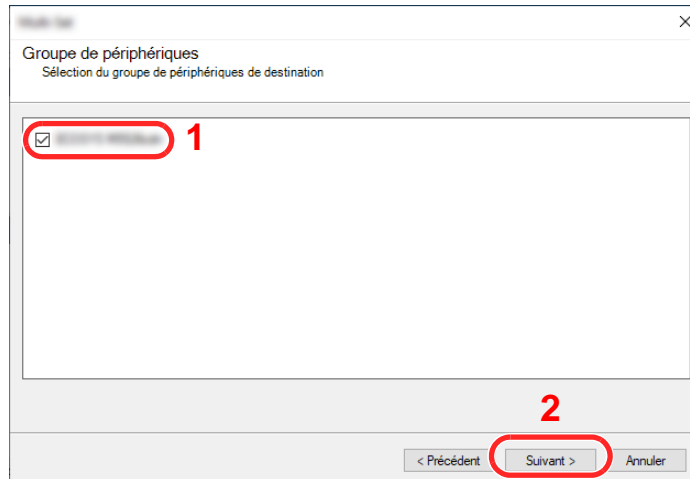 Groupe de périphériques
Sélection du groupe de périphériques de destination
1
2
< Précédent
Suivant >
Annuler